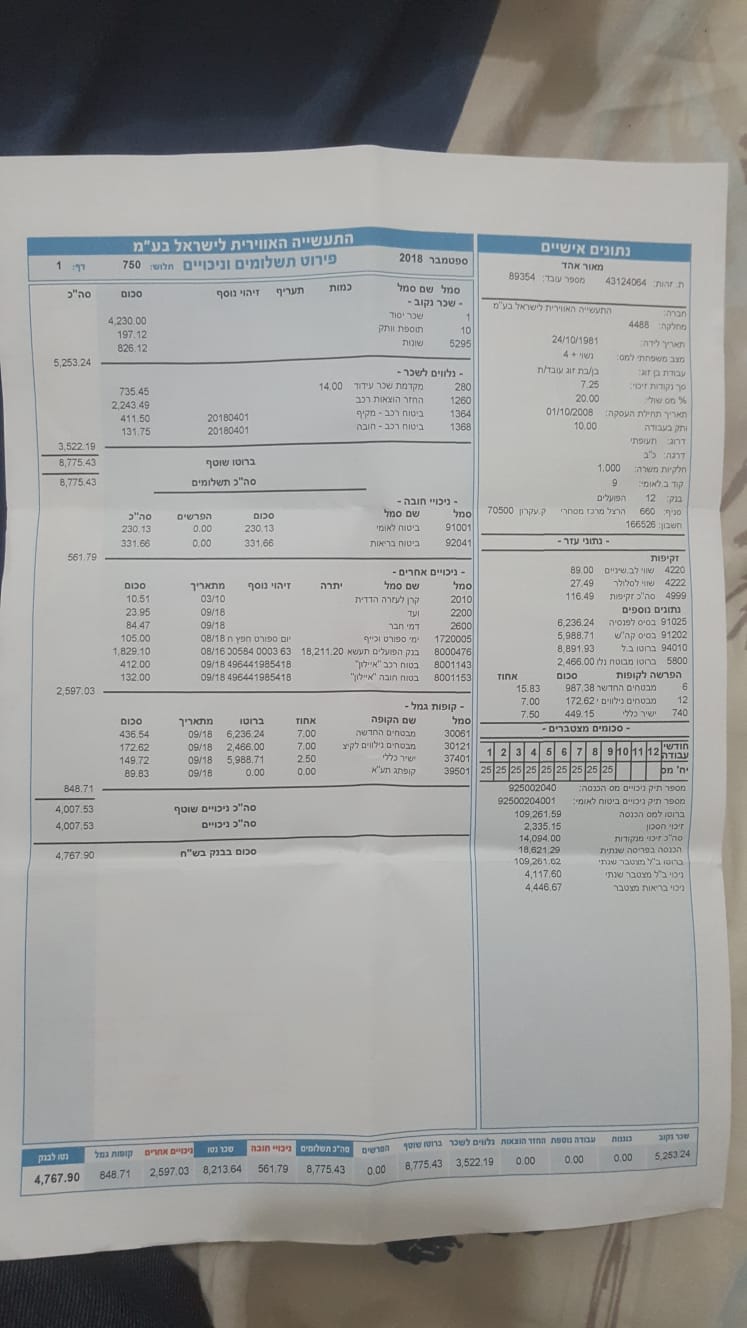 התעשייה האווירית לישראל בע"מ
ספטמבר 2018 פירוט תשלומים וניכויים תלוש: 750 דף: 1
סמל שם סמל כמות תעריף זיהוי נוסף סכום סה"כ
- שכר נקוב -
1 שכר יסוד 4,230.00
10 תוספת וותק 197.12
5295 שונות 826.12
5,253.24
- נלווים לשכר -
280 מקדמת שכר עידוד 14.00 735.45
1260 החזר הוצאות רכב 2,243.49
1364 ביטוח רכב - מקיף 20180401 411.50
1368 ביטוח רכב - חובה 20180401 131.75
3,522.19
ברוטו שוטף 8,775.43
סה"כ תשלומים 8,775.43
- ניכויי חובה -
סמל שם סמל סכום הפרשים סה"כ
91001 ביטוח לאומי 230.13 0.00 230.13
92041 ביטוח בריאות 331.66 0.00 331.66
561.79
- ניכויים אחרים -
סמל שם סמל יתרה זיהוי נוסף מתאריך סכום
2010 קרן לעזרה הדדית 03/10 10.51
2200 ועד 09/18 23.95
2600 דמי חבר 09/18 84.47
1720005 ימי ספורט וכייף יום ספורט חפץ ח 08/18 105.00
8000476 בנק הפועלים תעשא 18,211.20 00584 0003 63 08/16 1,829.10
8001143 בטוח רכב "איילון" 496441985418 09/18 412.00
8001153 בטוח חובה "איילון" 496441985418 09/18 132.00
2,597.03
- קופות גמל -
סמל שם הקופה אחוז ברוטו מתאריך סכום
30061 מבטחים החדשה 7.00 6,236.24 09/18 436.54
30121 מבטחים נילווים לקיצ 7.00 2,466.00 09/18 172.62
37401 ישיר כללי 2.50 5,988.71 09/18 149.72
39501 קופתג תע"א 0.00 0.00 09/18 89.83
848.71
סה"כ ניכויים שוטף 4,007.53
סה"כ ניכויים 4,007.53
סכום בבנק בש"ח 4,767.90
נתונים אישיים
מאור אהד
ת. זהות: 43124064 מספר עובד: 89354
חברה: התעשייה האווירית לישראל בע"מ
מחלקה: 4488
תאריך לידה: 24/10/1981
מצב משפחתי למס: נשוי + 4
עבודת בן זוג: בן/בת זוג עובד/ת
סך נקודות זיכוי: 7.25
% מס שולי: 20.00
תאריך תחילת העסקה: 01/10/2008
ותק בעבודה 10.00
דרוג: תעופתי
דרגה: כ"ב
חלקיות משרה: 1.000
קוד ב.לאומי: 9
בנק: 12 הפועלים
סניף: 660 הרצל מרכז מסחרי ק.עקרון 70500
חשבון: 166526
- נתוני עזר -
זקיפות
4220 שווי לב.שיניים 89.00
4222 שווי לסלולר 27.49
4999 סה"כ זקיפות 116.49
נתונים נוספים
91025 בסיס לפנסיה 6,236.24
91202 בסיס קה"ש 5,988.71
94010 ברוטו ב.ל 8,891.93
5800 ברוטו מבוטח נלו 2,466.00
הפרשה לקופות סכום אחוז
6 מבטחים החדשר 987.38 15.83
12 מבטחים נילווים י 172.62 7.00
740 ישיר כללי 449.15 7.50
- סכומים מצטברים -
חודשי עבודה 12 11 10 9 8 7 6 5 4 3 2 1
יח' מס 25 25 25 25 25 25 25 25 25
מספר תיק ניכויים מס הכנסה: 925002040
מספר תיק ניכויים ביטוח לאומי: 92500204001
ברוטו למס הכנסה 109,261.59
זיכוי חסכון 2,335.15
סה"כ זיכוי מנקודות 14,094.00
הכנסה בפריסה שנתית 18,621.29
ברוטו ב"ל מצטבר שנתי 109,261.62
ניכוי ב"ל מצטבר שנתי 4,117.60
ניכוי בריאות מצטבר 4,446.67
שכר נקוב כוננות עבודה נוספת החזר הוצאות נלווים לשכר ברוטו שוטף הפרשים סה"כ תשלומים ניכויי חובה שכר נטו ניכויים אחרים קופות גמל נטו לבנק
5,253.24 0.00 0.00 0.00 3,522.19 8,775.43 0.00 8,775.43 561.79 8,213.64 2,597.03 848.71 4,767.90